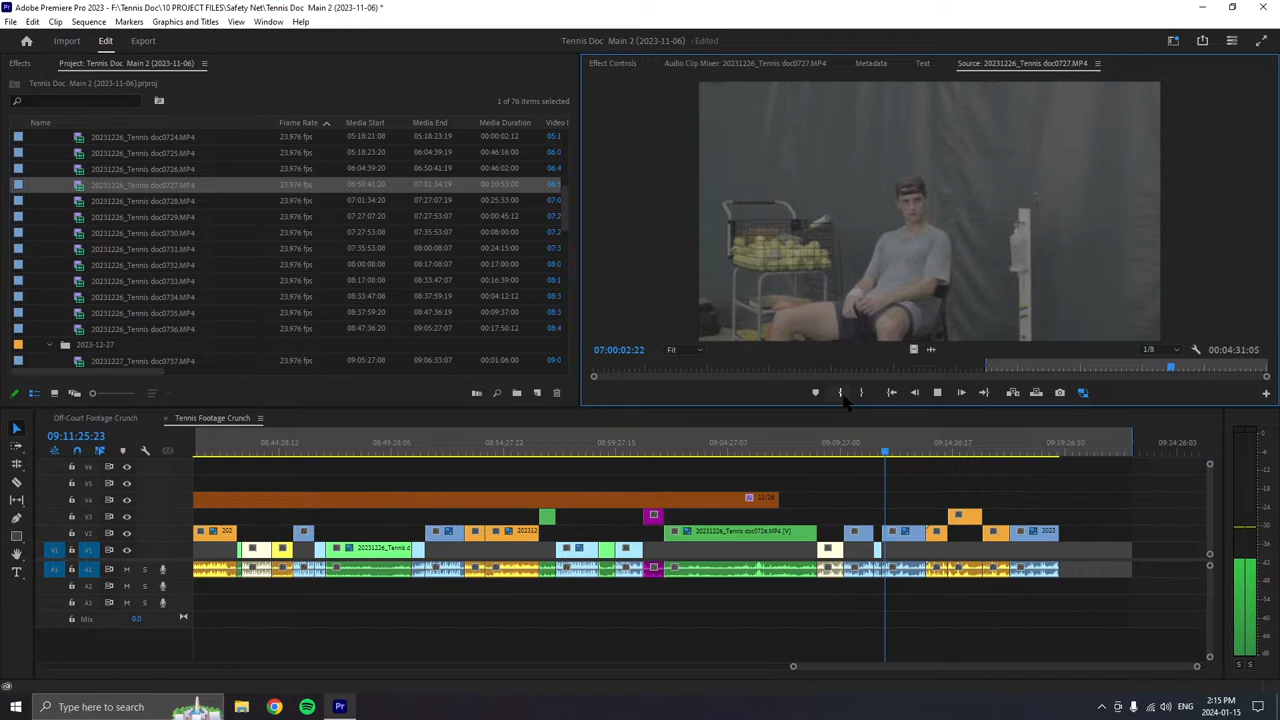 Adobe Premiere Pro 2023 - F:\Tennis Doc\10 PROJECT FILES\Safety Net\Tennis Doc  Main 2 (2023-11-06) *
File Edit Clip Sequence Markers Graphics and Titles View Window Help
Import Edit Export Tennis Doc  Main 2 (2023-11-06) - Edited
Effects Project: Tennis Doc  Main 2 (2023-11-06) Effect Controls Audio Clip Mixer: 20231226_Tennis doc0727.MP4 Metadata Text Source: 20231226_Tennis doc0727.MP4
Tennis Doc  Main 2 (2023-11-06).prproj
1 of 76 items selected
Name Frame Rate Media Start Media End Media Duration Video I
20231226_Tennis doc0724.MP4 23.976 fps 05:18:21:08 05:18:23:19 00:00:02:12 05:1
20231226_Tennis doc0725.MP4 23.976 fps 05:18:23:20 06:04:39:19 00:46:16:00 06:0
20231226_Tennis doc0726.MP4 23.976 fps 06:04:39:20 06:50:41:19 00:46:02:00 06:4
20231226_Tennis doc0727.MP4 23.976 fps 06:50:41:20 07:01:34:19 00:10:53:00 06:5
20231226_Tennis doc0728.MP4 23.976 fps 07:01:34:20 07:27:07:19 00:25:33:00 07:0
20231226_Tennis doc0729.MP4 23.976 fps 07:27:07:20 07:27:53:07 00:00:45:12 07:2
20231226_Tennis doc0730.MP4 23.976 fps 07:27:53:08 07:35:53:07 00:08:00:00 07:2
20231226_Tennis doc0731.MP4 23.976 fps 07:35:53:08 08:00:08:07 00:24:15:00 07:3
20231226_Tennis doc0732.MP4 23.976 fps 08:00:08:08 08:17:08:07 00:17:00:00 08:0
20231226_Tennis doc0733.MP4 23.976 fps 08:17:08:08 08:33:47:07 00:16:39:00 08:1
20231226_Tennis doc0734.MP4 23.976 fps 08:33:47:08 08:37:59:19 00:04:12:12 08:3
20231226_Tennis doc0735.MP4 23.976 fps 08:37:59:20 08:47:36:19 00:09:37:00 08:3
20231226_Tennis doc0736.MP4 23.976 fps 08:47:36:20 09:05:27:07 00:17:50:12 08:4
2023-12-27
20231227_Tennis doc0737.MP4 23.976 fps 09:05:27:08 09:06:33:07 00:01:06:00 09:0
07:00:02:22 Fit 1/8 00:04:31:05
Off-Court Footage Crunch × Tennis Footage Crunch
09:11:25:23
08:44:28:12 08:49:28:05 08:54:27:22 08:59:27:15 09:04:27:07 09:09:27:00 09:14:26:17 09:19:26:10 09:24:26:03
V6
V5
V4 11/26
V3
V2 202 202312 20231226_Tennis doc0726.MP4 [V] 2023
V1 V1 20231226_Tennis d
A1 A1 M S
A2 M S
A3 M S
Mix 0.0
0
-6
-12
-18
-24
-30
-36
-42
-48
-54
dB
S S
Type here to search Pr ENG 2:15 PM
2024-01-15